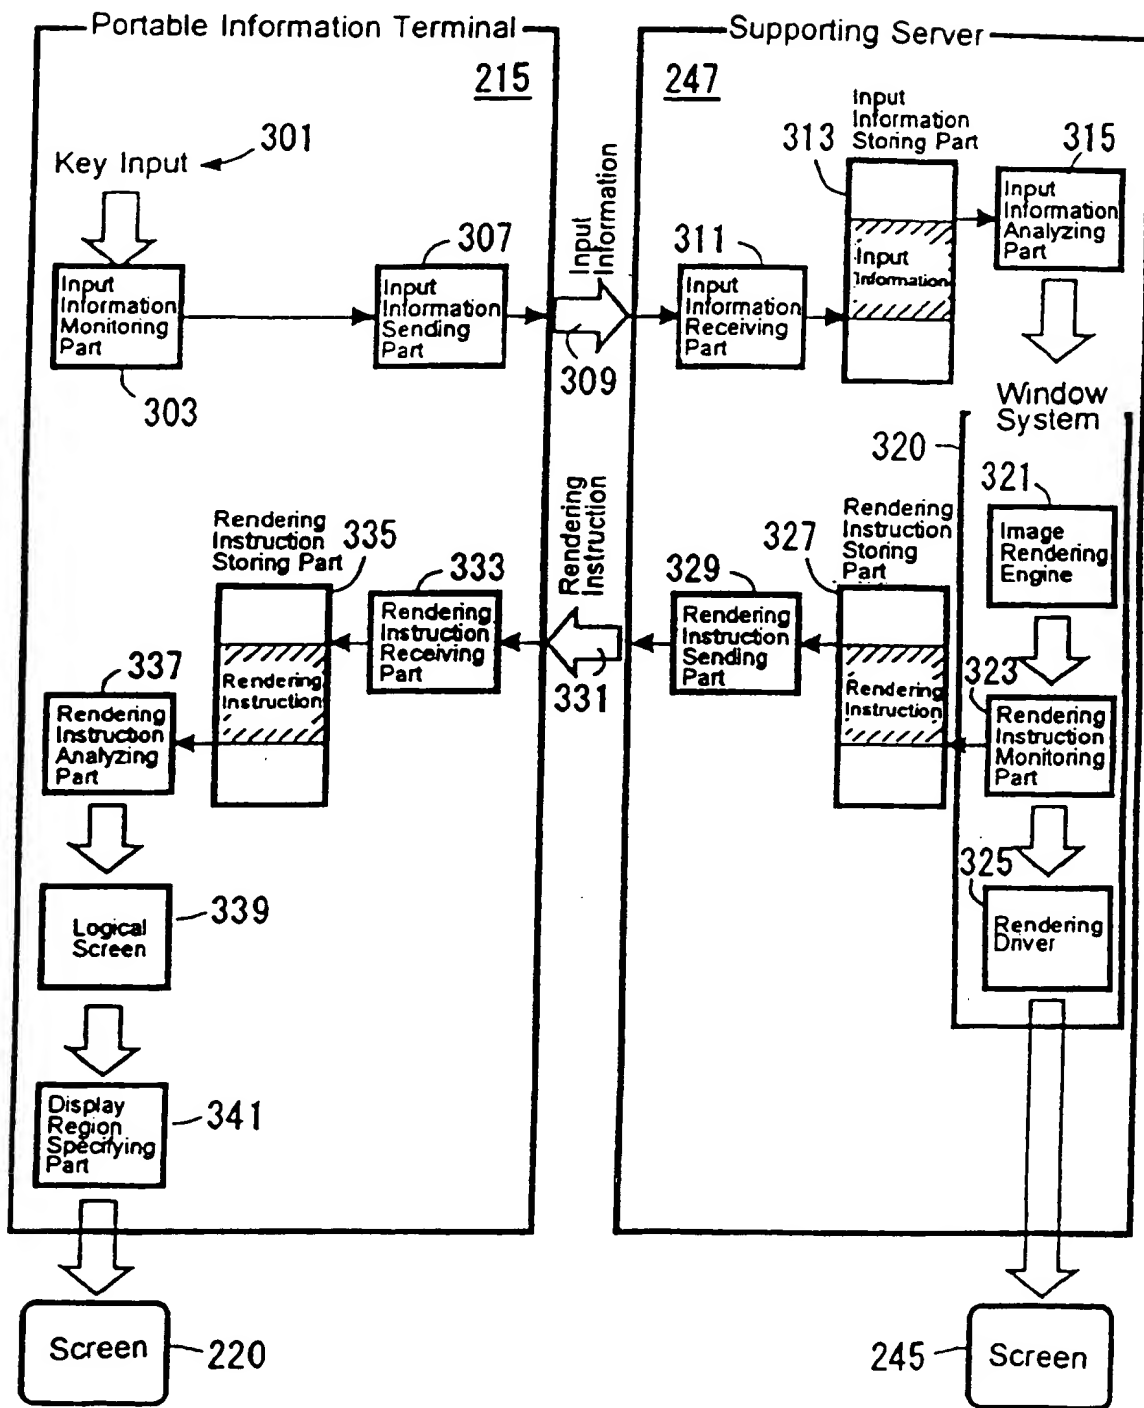 Portable Information Terminal
Supporting Server
215
247
Input
Information
Storing Part
301
Key Input
313
315
Input
Information
Analyzing
Part
307
Input
Information
311
Input
Information
Input
Information
Monitoring
Part
Input
Information
Sending
Part
Input
Information
Receiving
Part
309
303
Window
System
320
321
Rendering
Instruction
Storing Part
335
333
Rendering
Instruction
329
327
Rendering
Instruction
Storing
Part
Image
Rendering
Engine
Rendering
Instruction
Receiving
Part
Rendering
Instruction
Sending
Part
331
337
Rendering
Instruction
Rendering
Instruction
323
Rendering
Instruction
Analyzing
Part
Rendering
Instruction
Monitoring
Part
325
Logical
Screen
339
Rendering
Driver
Display
Region
Specifying
Part
341
Screen
220
245
Screen